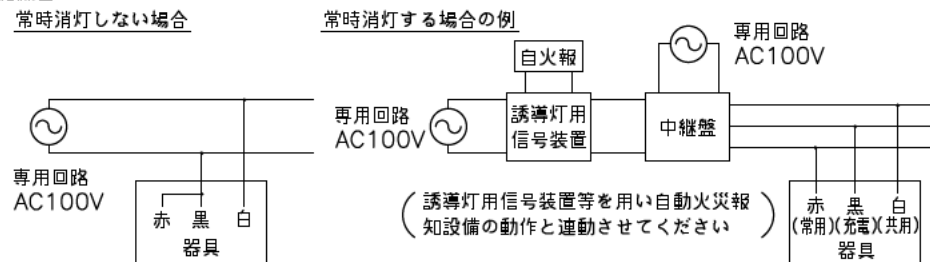 常時消灯しない場合
専用回路
AC100V
赤 黒 白
器具
常時消灯する場合の例
自火報
専用回路
AC100V
専用回路
AC100V
誘導灯用
信号装置
中継盤
(誘導灯用信号装置等を用い自動火災報
知設備の動作と連動させてください)
赤 黒 白
(常用)(充電)(共用)
器具